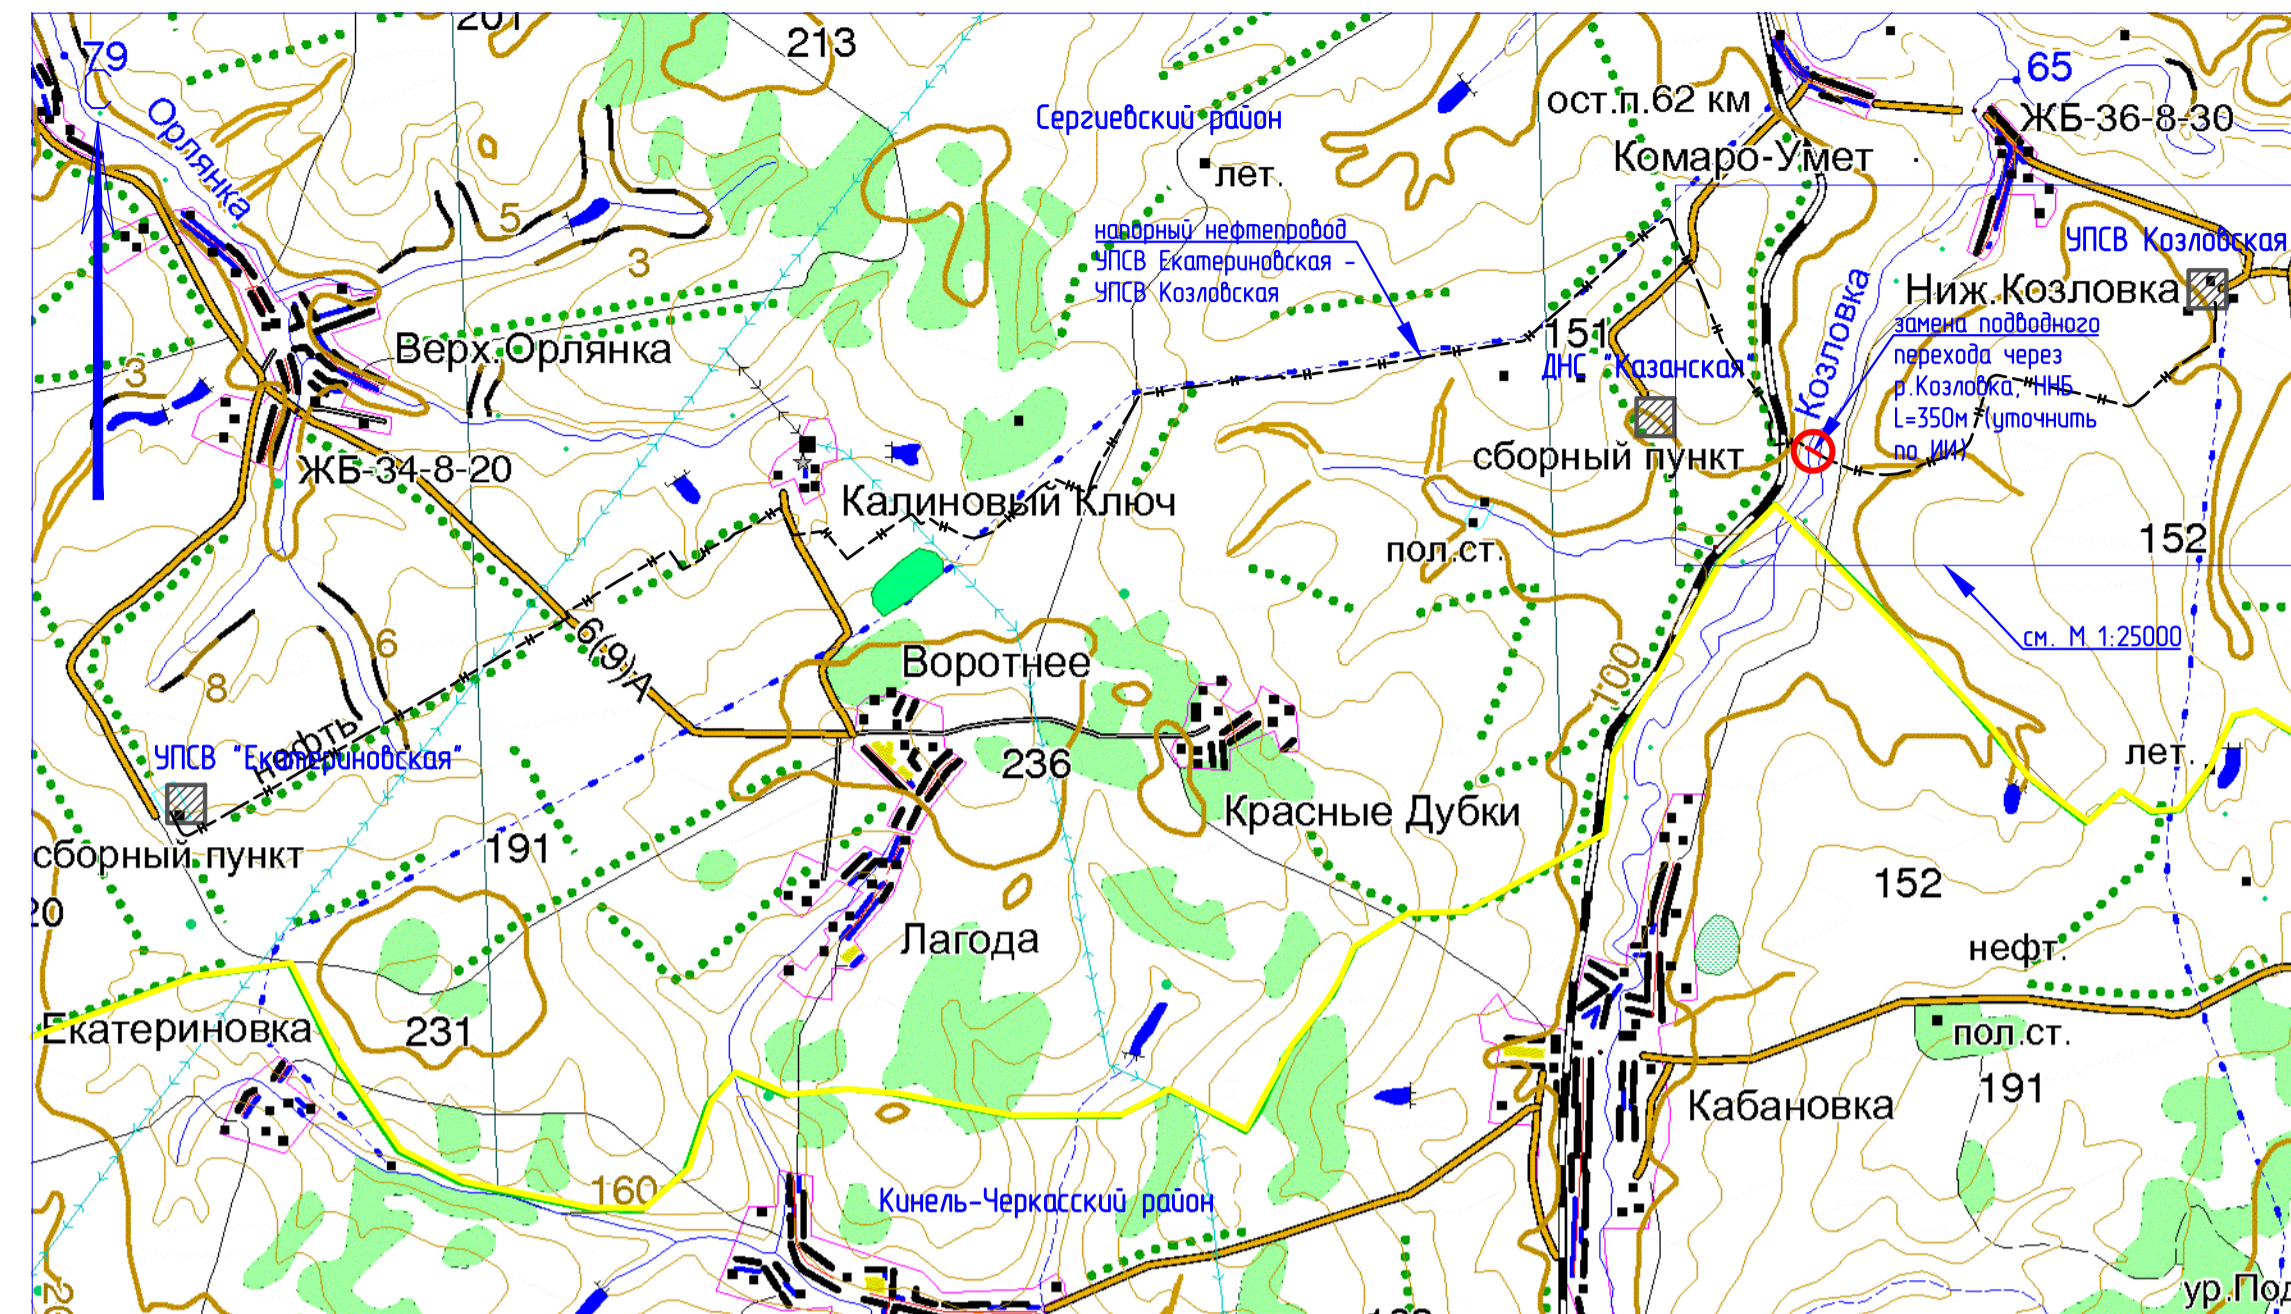 201
213
79
Орлянка
Сергиевский район
лет.
ост.п.62 км
65
ЖБ-36-8-30
Комаро-Умет
5
3
напорный нефтепровод
УПСВ Екатериновская -
УПСВ Козловская
УПСВ Козловская
Ниж.Козловка
Козловка
замена подводного
перехода через
р.Козловка, ННБ
L=350м (уточнить
по ИИ)
151
ДНС "Казанская"
Верх.Орлянка
3
ЖБ-34-8-20
сборный пункт
Калиновый Ключ
пол.ст.
152
6
8
6(9)А
Воротнее
100
см. М 1:25000
нефть
УПСВ "Екатериновская"
236
лет.
Красные Дубки
сборный пункт
191
152
20
Лагода
нефт.
Екатериновка
231
пол.ст.
191
Кабановка
160
Кинель-Черкасский район